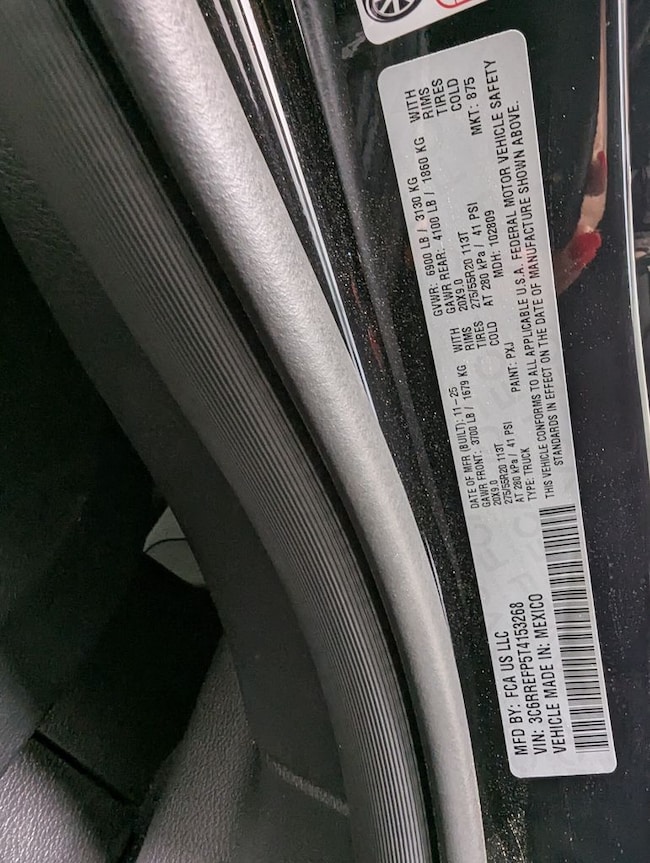 MFD BY: FCA US LLC
VIN: 3C6RREFP5T4153268
VEHICLE MADE IN: MEXICO
DATE OF MFR (BUILT): 11-25
GAWR FRONT: 3700 LB / 1679 KG WITH
20X9.0 RIMS
275/55R20 113T TIRES
AT 280 kPa / 41 PSI COLD
TYPE: TRUCK PAINT: PXJ
GVWR: 6900 LB / 3130 KG
GAWR REAR: 4100 LB / 1860 KG WITH
20X9.0 RIMS
275/55R20 113T TIRES
AT 280 kPa / 41 PSI COLD
MDH: 102809 MKT: 875
THIS VEHICLE CONFORMS TO ALL APPLICABLE U.S.A. FEDERAL MOTOR VEHICLE SAFETY
STANDARDS IN EFFECT ON THE DATE OF MANUFACTURE SHOWN ABOVE.